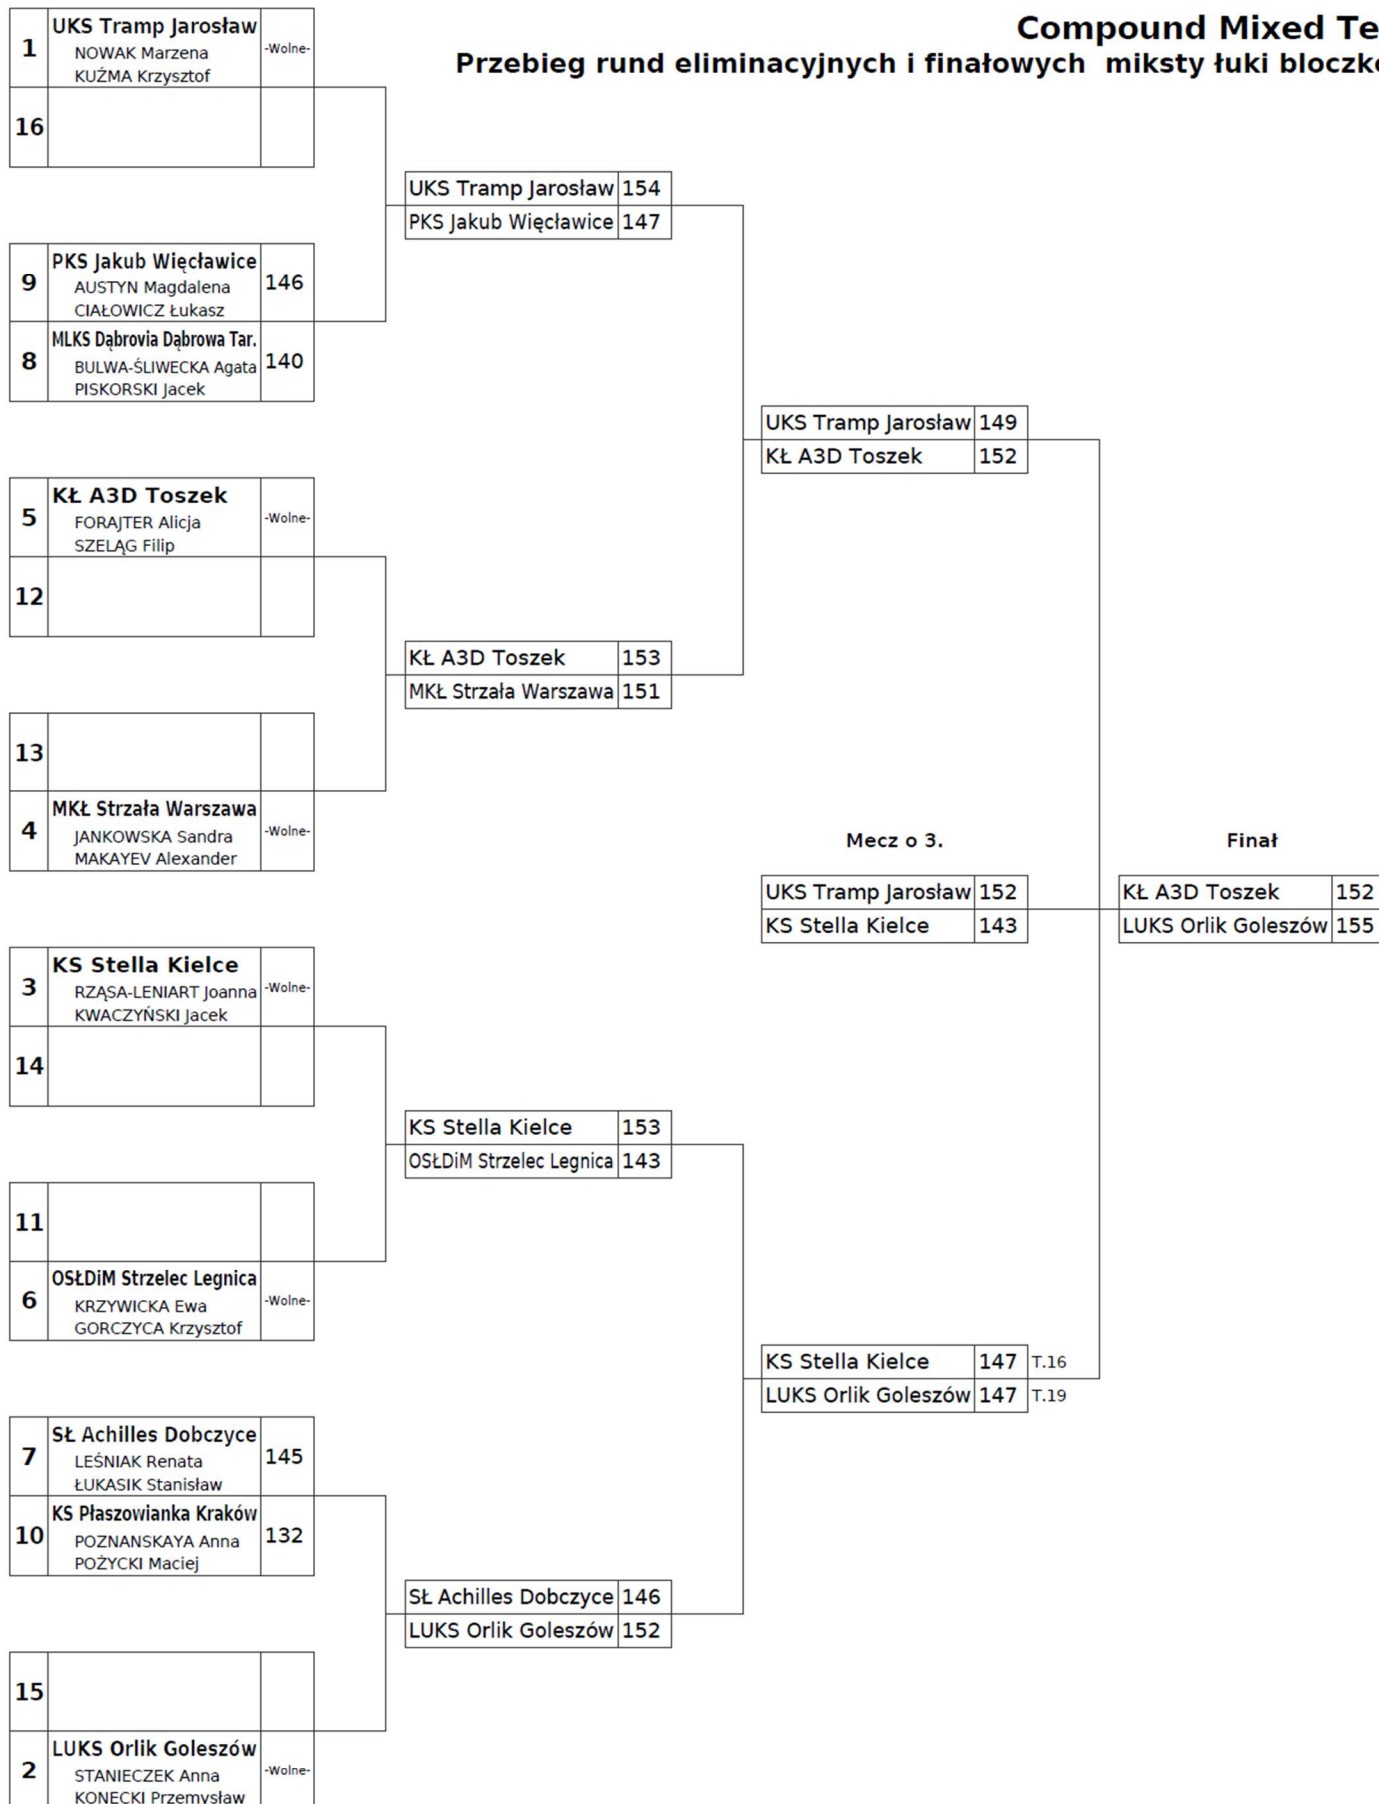 Compound Mixed Te
Przebieg rund eliminacyjnych i finałowych miksty łuki bloczk
1
UKS Tramp Jarosław
NOWAK Marzena
KUŹMA Krzysztof
-Wolne-
16
UKS Tramp Jarosław 154
PKS Jakub Więcławice 147
9
PKS Jakub Więcławice
AUSTYN Magdalena
CIAŁOWICZ Łukasz
146
8
MLKS Dąbrovia Dąbrowa Tar.
BULWA-ŚLIWECKA Agata
PISKORSKI Jacek
140
UKS Tramp Jarosław 149
KŁ A3D Toszek 152
5
KŁ A3D Toszek
FORAJTER Alicja
SZELĄG Filip
-Wolne-
12
KŁ A3D Toszek 153
MKŁ Strzała Warszawa 151
13
4
MKŁ Strzała Warszawa
JANKOWSKA Sandra
MAKAYEV Alexander
-Wolne-
Mecz o 3.
UKS Tramp Jarosław 152
KS Stella Kielce 143
Finał
KŁ A3D Toszek 152
LUKS Orlik Goleszów 155
3
KS Stella Kielce
RZĄSA-LENIART Joanna
KWACZYŃSKI Jacek
-Wolne-
14
KS Stella Kielce 153
OSŁDiM Strzelec Legnica 143
11
6
OSŁDiM Strzelec Legnica
KRZYWICKA Ewa
GORCZYCA Krzysztof
-Wolne-
KS Stella Kielce 147 T.16
LUKS Orlik Goleszów 147 T.19
7
SŁ Achilles Dobczyce
LEŚNIAK Renata
ŁUKASIK Stanisław
145
10
KS Płaszowianka Kraków
POZNANSKAYA Anna
POŻYCKI Maciej
132
SŁ Achilles Dobczyce 146
LUKS Orlik Goleszów 152
15
2
LUKS Orlik Goleszów
STANIECZEK Anna
KONECKI Przemysław
-Wolne-